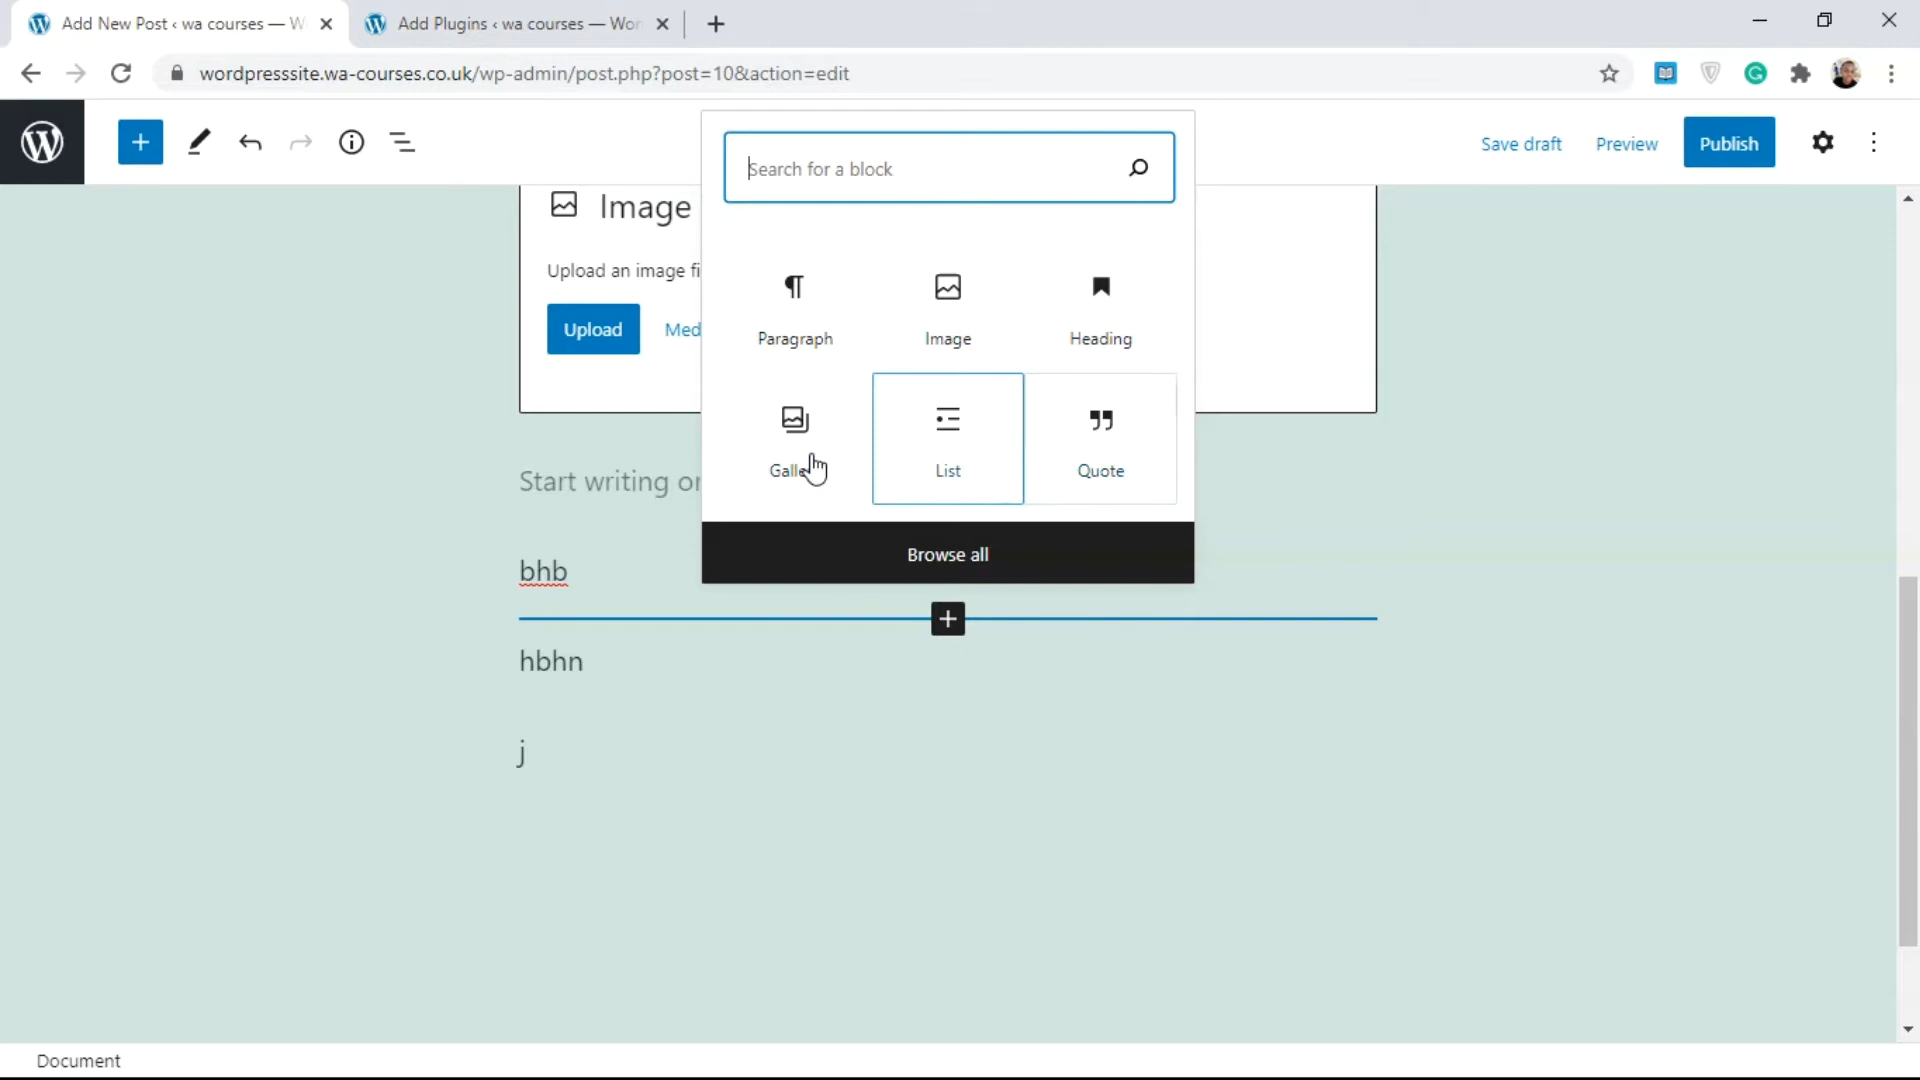 Add New Post ‹ wa courses — W
Add Plugins ‹ wa courses — Wor
wordpresssite.wa-courses.co.uk/wp-admin/post.php?post=10&action=edit
Save draft
Preview
Publish
Search for a block
Image
Upload an image fi
Upload
Med
Paragraph
Image
Heading
Galle
List
Quote
Start writing or
Browse all
bhb
hbhn
j
Document